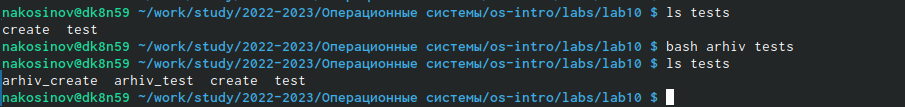 nakosinov@dk8n59 ~/work/study/2022-2023/Операционные системы/os-intro/labs/lab10 $ ls tests
create  test
nakosinov@dk8n59 ~/work/study/2022-2023/Операционные системы/os-intro/labs/lab10 $ bash arhiv tests
nakosinov@dk8n59 ~/work/study/2022-2023/Операционные системы/os-intro/labs/lab10 $ ls tests
arhiv_create  arhiv_test  create  test
nakosinov@dk8n59 ~/work/study/2022-2023/Операционные системы/os-intro/labs/lab10 $